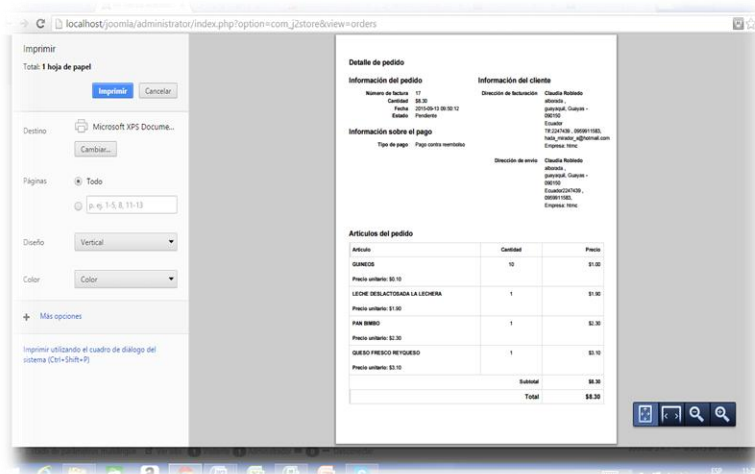 localhost/joomla/administrator/index.php?option=com_j2store&view=orders
Imprimir
Total: 1 hoja de papel
Imprimir
Cancelar
Destino
Microsoft XPS Docume...
Cambiar...
Páginas
Todo
p. ej. 1-5, 8, 11-13
Diseño
Vertical
Color
Color
Más opciones
Imprimir utilizando el cuadro de diálogo del
sistema (Ctrl+Shift+P)
Detalle de pedido
Información del pedido
Número de factura 17
Cantidad $8.30
Fecha 2015-09-13 09:50:12
Estado Pendiente
Información sobre el pago
Tipo de pago Pago contra reembolso
Información del cliente
Dirección de facturación Claudia Robledo
alborada ,
guayaquil, Guayas -
090150
Ecuador
Empresa: himc
Dirección de envío Claudia Robledo
alborada ,
guayaquil, Guayas -
090150
Ecuador2247439 ,
0959911583,
Empresa: himc
Artículos del pedido
Artículo Cantidad Precio
GUINEOS 10 $1.00
Precio unitario: $0.10
LECHE DESLACTOSADA LA LECHERA 1 $1.90
Precio unitario: $1.90
PAN BIMBO 1 $2.30
Precio unitario: $2.30
QUESO FRESCO REYQUESO 1 $3.10
Precio unitario: $3.10
Subtotal $8.30
Total $8.30